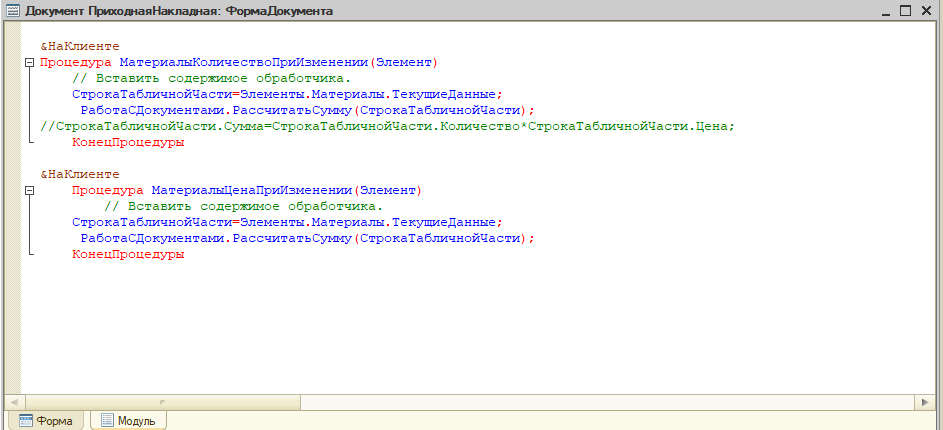 Документ ПриходнаяНакладная: ФормаДокумента
&НаКлиенте
Процедура МатериалыКоличествоПриИзменении(Элемент)
// Вставить содержимое обработчика.
СтрокаТабличнойЧасти=Элементы.Материалы.ТекущиеДанные;
РаботаСДокументами.РассчитатьСумму(СтрокаТабличнойЧасти);
//СтрокаТабличнойЧасти.Сумма=СтрокаТабличнойЧасти.Количество*СтрокаТабличнойЧасти.Цена;
КонецПроцедуры
&НаКлиенте
Процедура МатериалыЦенаПриИзменении(Элемент)
// Вставить содержимое обработчика.
СтрокаТабличнойЧасти=Элементы.Материалы.ТекущиеДанные;
РаботаСДокументами.РассчитатьСумму(СтрокаТабличнойЧасти);
КонецПроцедуры
Форма Модуль